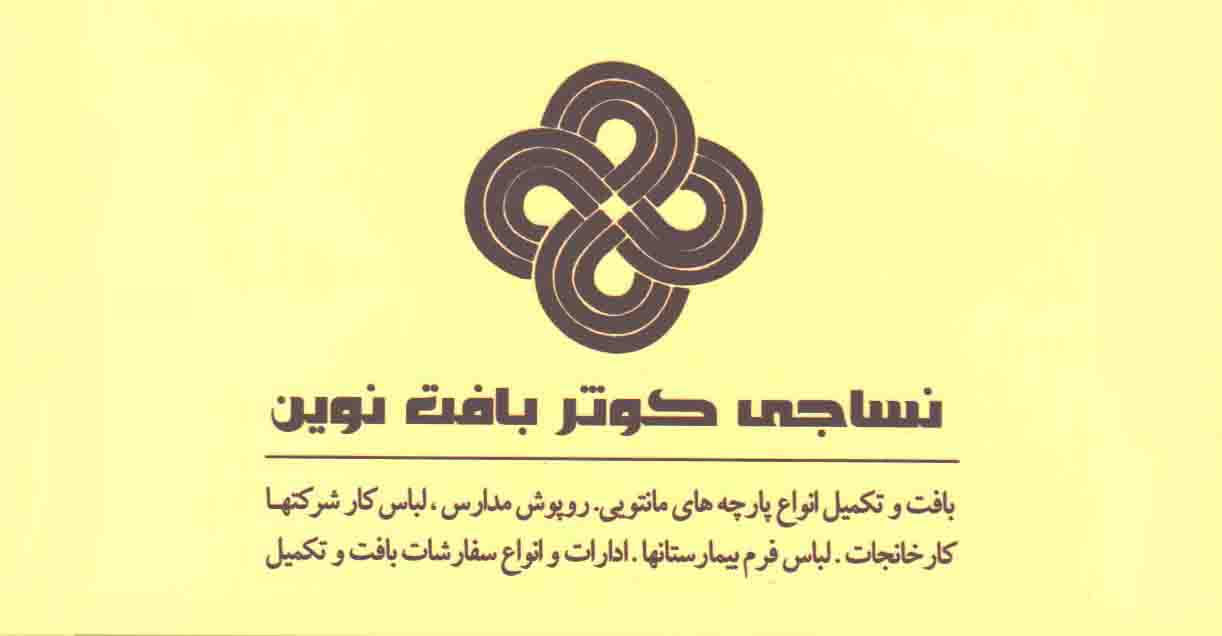 نساجی کوثر بافت نوین
بافت و تکمیل انواع پارچه های مانتویی. روپوش مدارس، لباس کار شرکتها
کارخانجات. لباس فرم بیمارستانها. ادارات و انواع سفارشات بافت و تکمیل